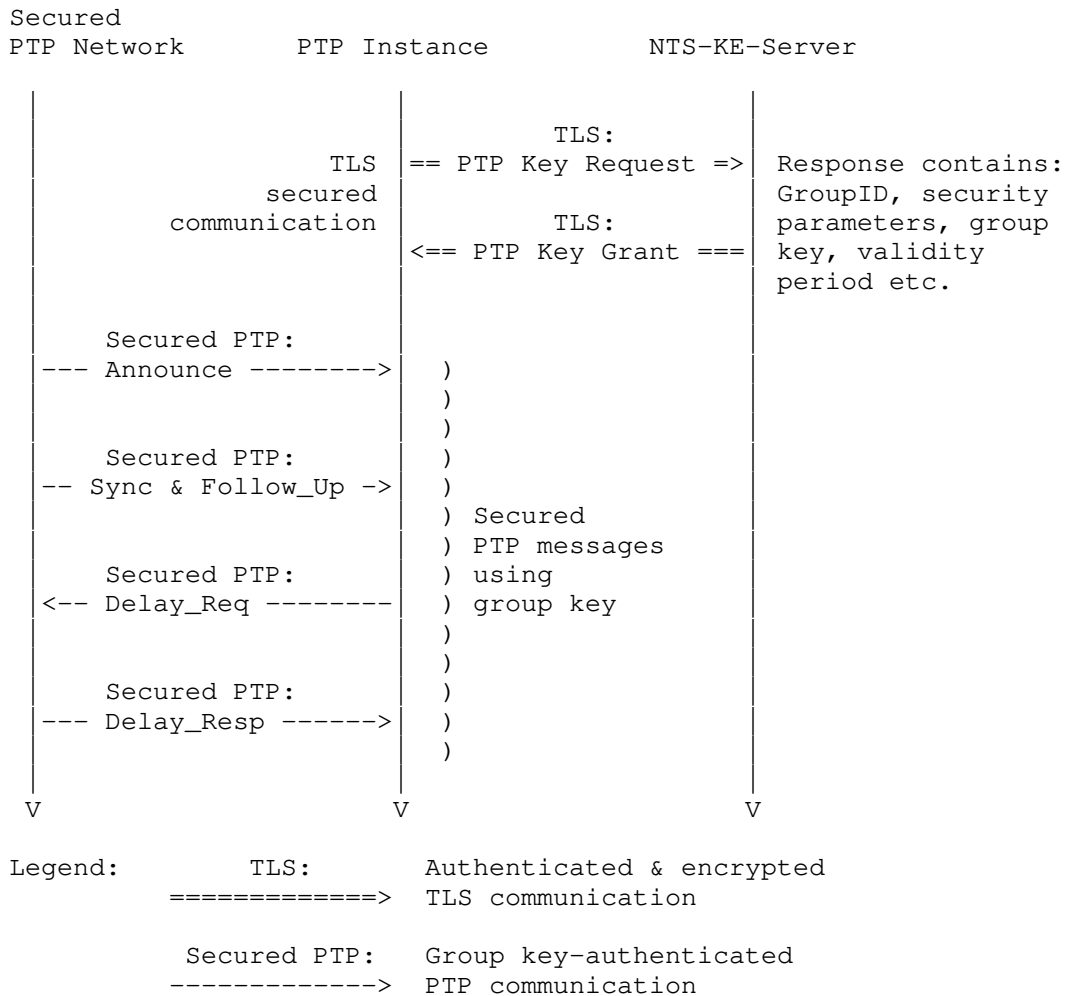 Secured
PTP Network PTP Instance NTS-KE-Server
TLS:
TLS |== PTP Key Request =>| Response contains:
secured GroupID, security
communication TLS: parameters, group
|<== PTP Key Grant ===| key, validity
period etc.
Secured PTP:
|--- Announce -------->| )
)
)
Secured PTP: )
|-- Sync & Follow_Up ->| )
) Secured
) PTP messages
Secured PTP: ) using
|<-- Delay_Req --------| ) group key
)
)
Secured PTP: )
|--- Delay_Resp ------>| )
)
V V V
Legend: TLS: Authenticated & encrypted
=============> TLS communication
Secured PTP: Group key-authenticated
-------------> PTP communication